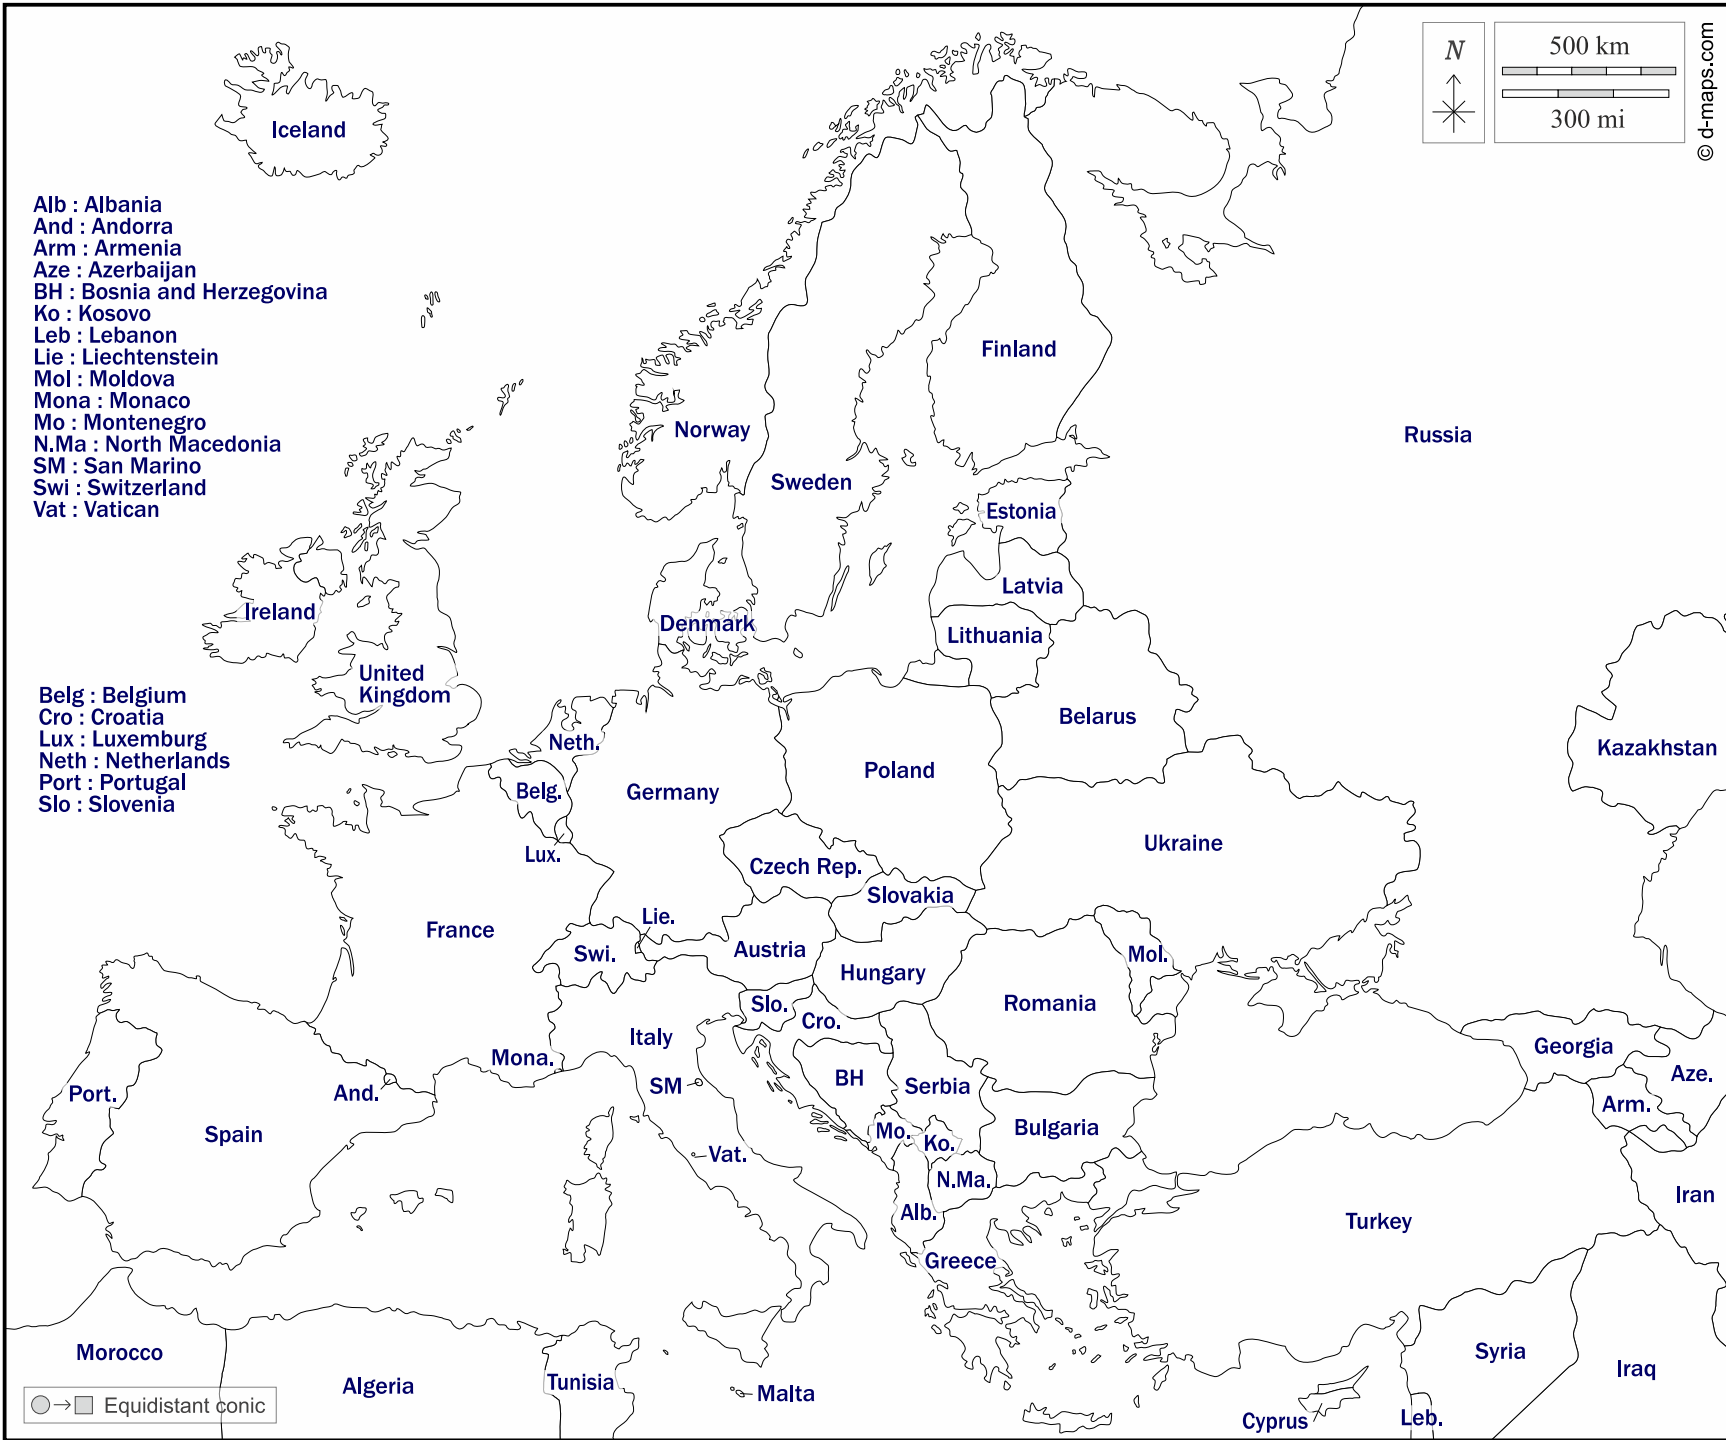 Iceland
N
500 km
300 mi
© d-maps.com
Alb : Albania
And : Andorra
Arm : Armenia
Aze : Azerbaijan
BH : Bosnia and Herzegovina
Ko : Kosovo
Leb : Lebanon
Lie : Liechtenstein
Mol : Moldova
Mona : Monaco
Mo : Montenegro
N.Ma : North Macedonia
SM : San Marino
Swi : Switzerland
Vat : Vatican
Finland
Norway
Russia
Sweden
Estonia
Latvia
Ireland
Denmark
Lithuania
United
Kingdom
Belg : Belgium
Cro : Croatia
Lux : Luxemburg
Neth : Netherlands
Port : Portugal
Slo : Slovenia
Belarus
Neth.
Kazakhstan
Poland
Belg.
Germany
Ukraine
Lux.
Czech Rep.
Slovakia
Lie.
France
Swi.
Austria
Mol.
Hungary
Slo.
Romania
Cro.
Italy
Georgia
Mona.
Aze.
BH
SM
Serbia
And.
Port.
Arm.
Spain
Mo.
Ko.
Bulgaria
Vat.
N.Ma.
Iran
Alb.
Turkey
Greece
Morocco
Syria
Iraq
Algeria
Tunisia
Malta
Equidistant conic
Cyprus
Leb.